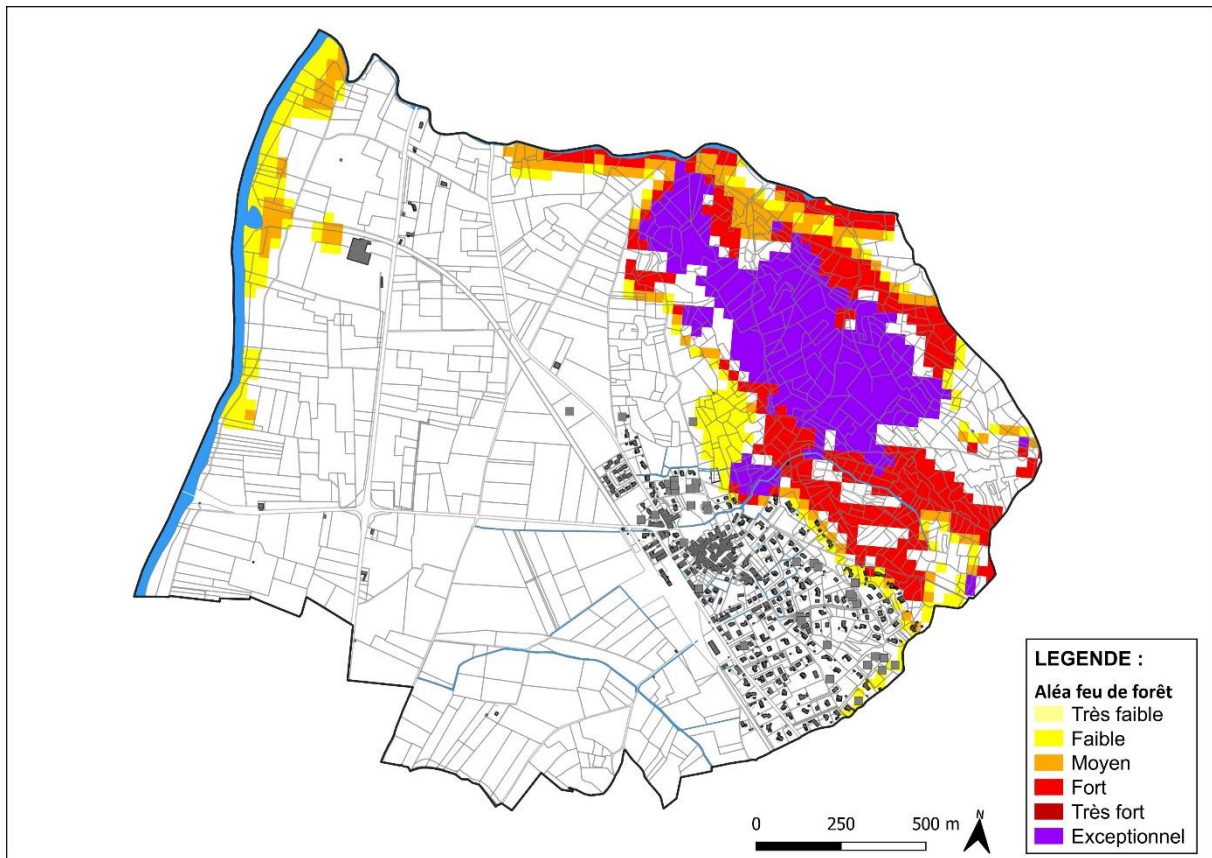 LEGENDE :
Aléa feu de forêt
Très faible
Faible
Moyen
Fort
Très fort
Exceptionnel
0 250 500 m
N